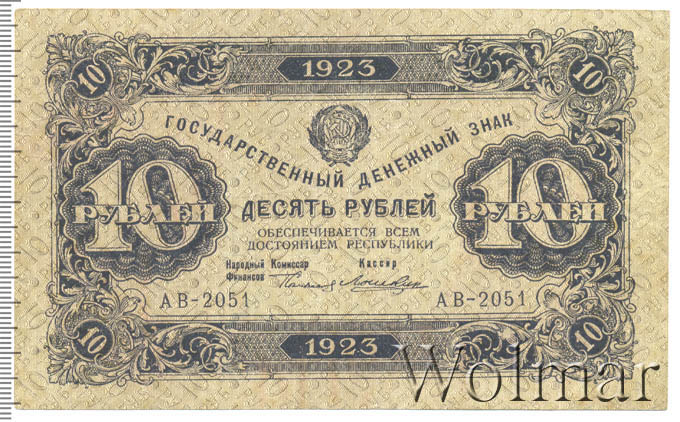 10 1923 10
ГОСУДАРСТВЕННЫЙ ДЕНЕЖНЫЙ ЗНАК
10 РУБЛЕЙ
ДЕСЯТЬ РУБЛЕЙ
10 РУБЛЕЙ
ОБЕСПЕЧИВАЕТСЯ ВСЕМ
ДОСТОЯНИЕМ РЕСПУБЛИКИ
Народный Комиссар Кассир
Финансов
АВ-2051 АВ-2051
10 1923 10
Wolmar